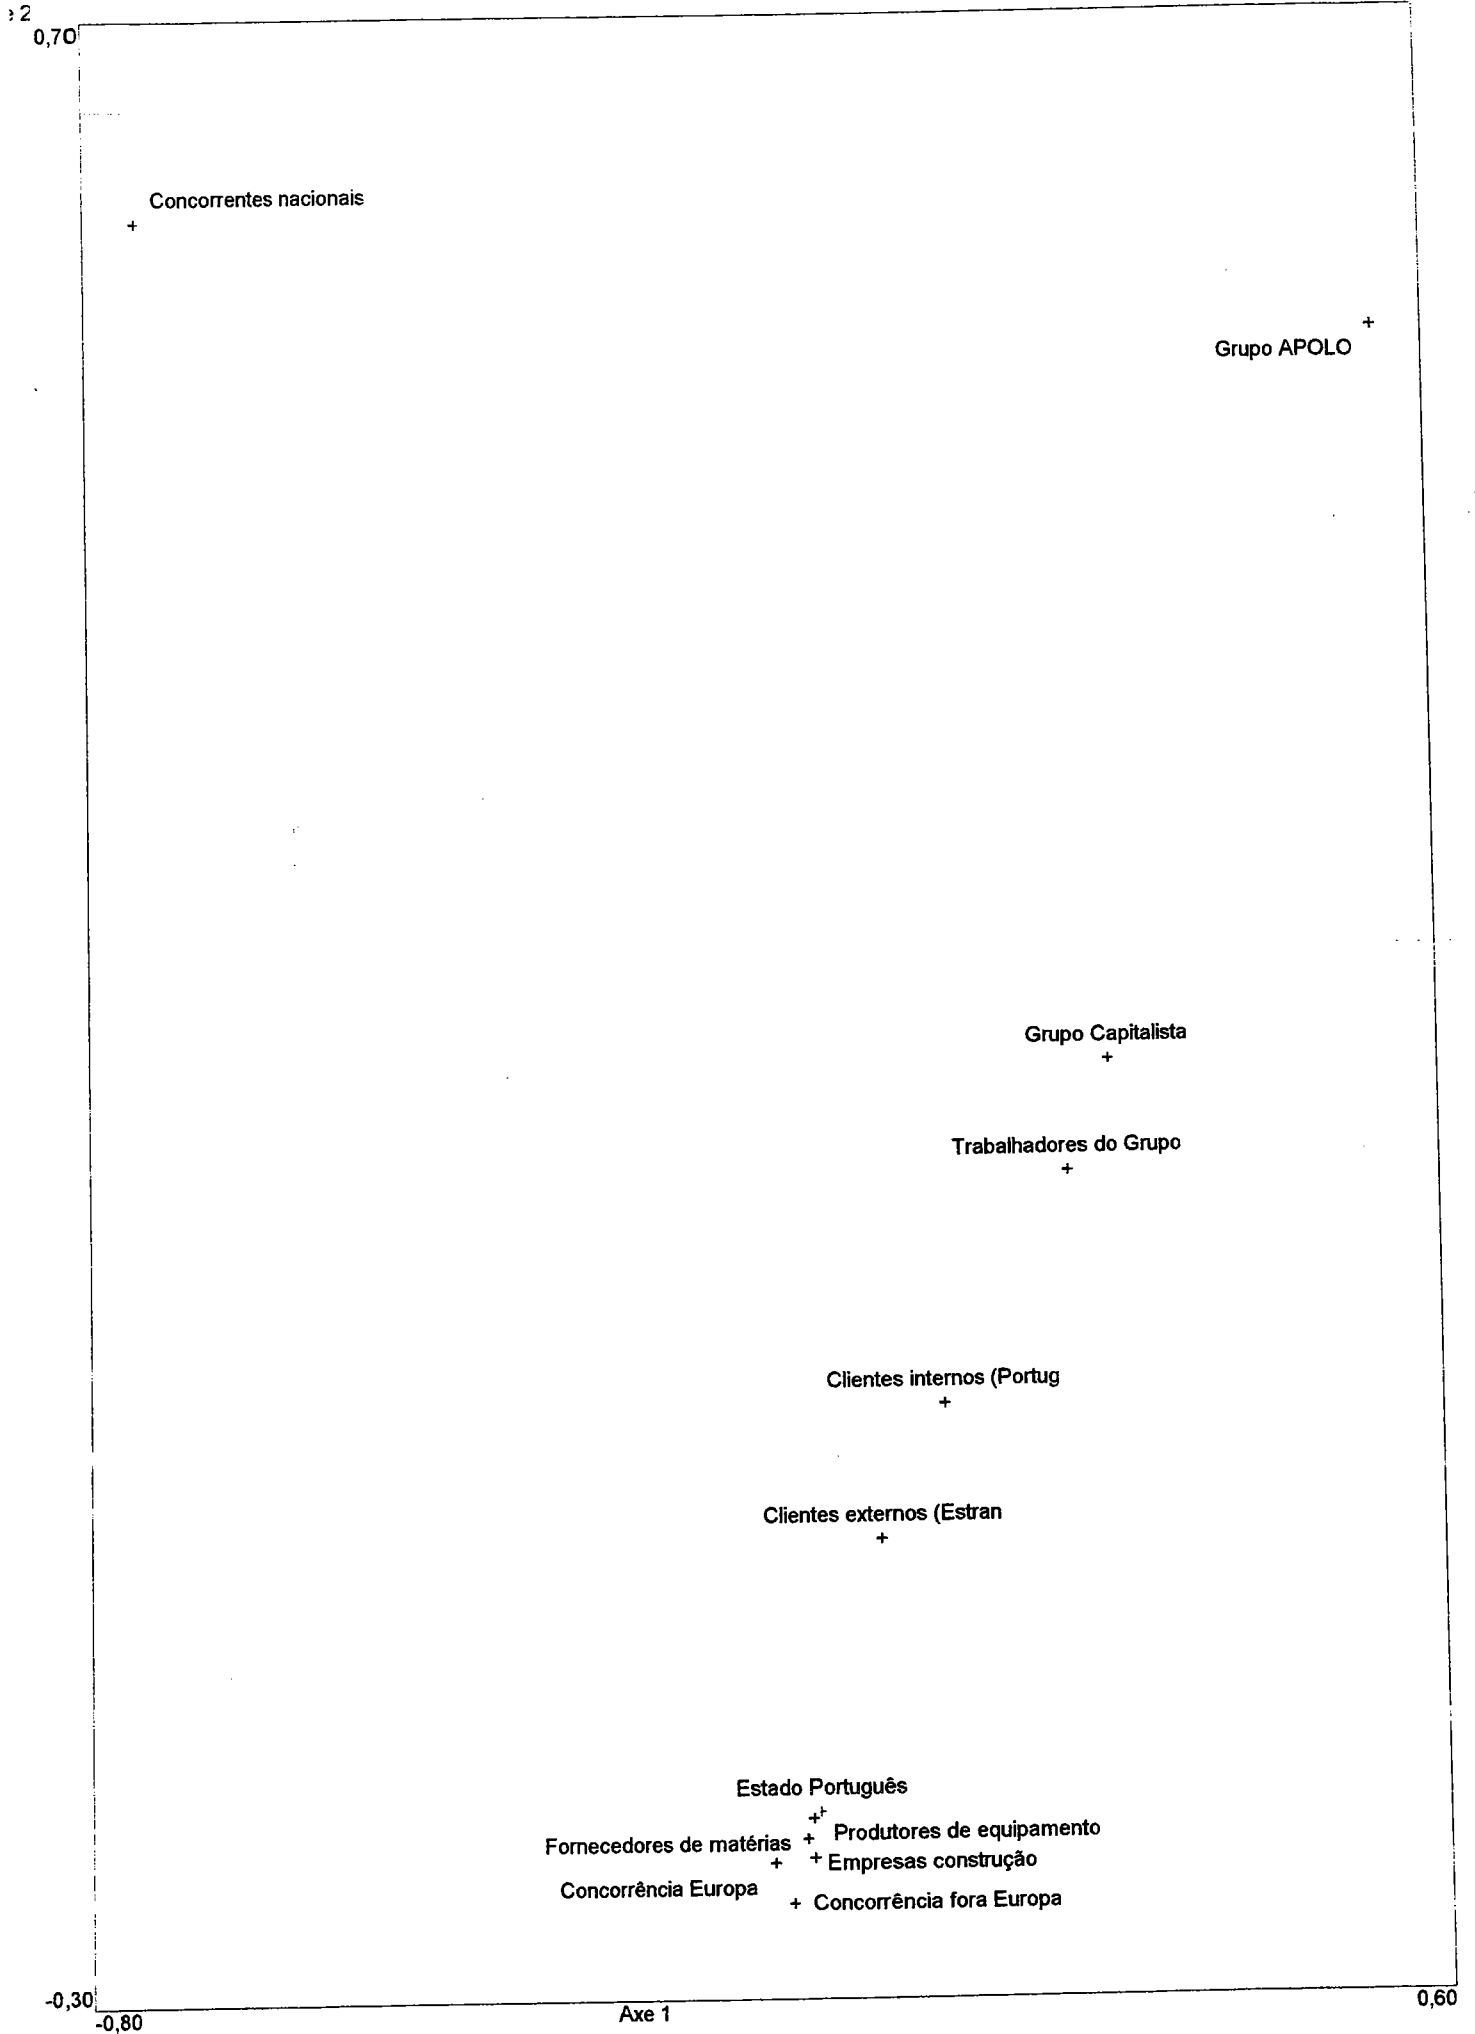 e 2
0,70
Concorrentes nacionais
Grupo APOLO
Grupo Capitalista
Trabalhadores do Grupo
Clientes internos (Portug
Clientes externos (Estran
Estado Português
Produtores de equipamento
Fornecedores de matérias
Empresas construção
Concorrência Europa
Concorrência fora Europa
-0,30
-0,80
Axe 1
0,60